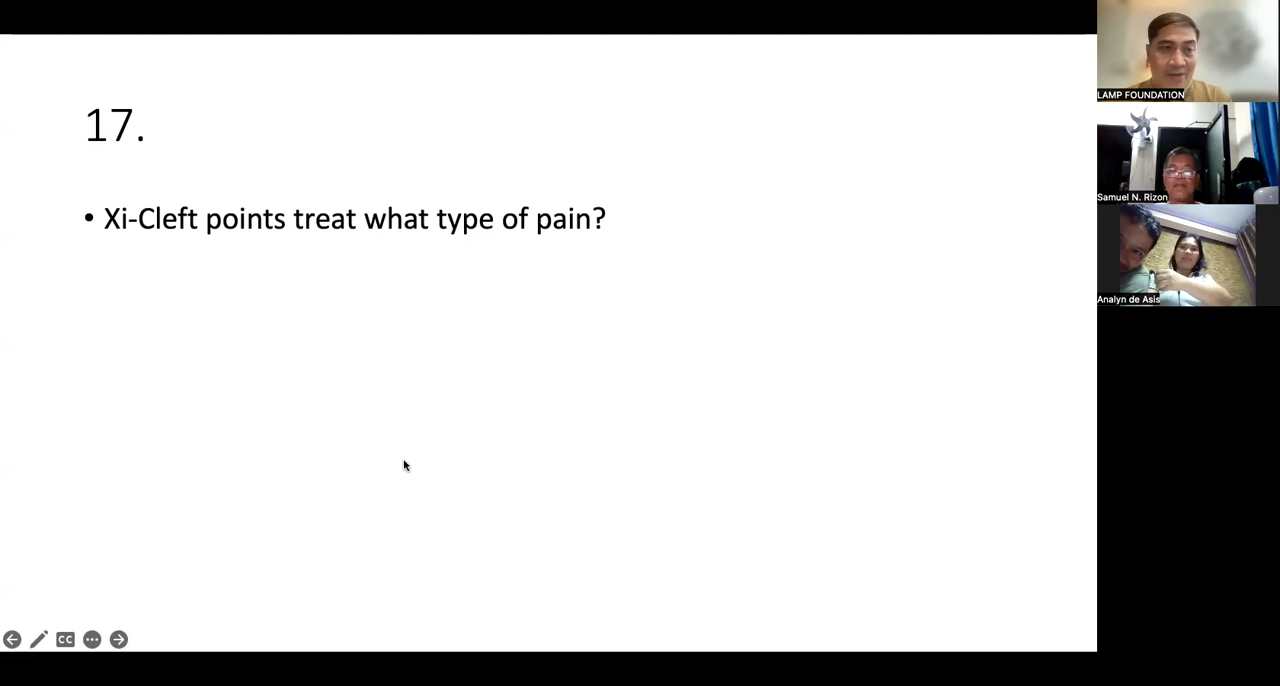 17.
• Xi-Cleft points treat what type of pain?
LAMP FOUNDATION
Samuel N. Rizon
Analyn de Asis
CC